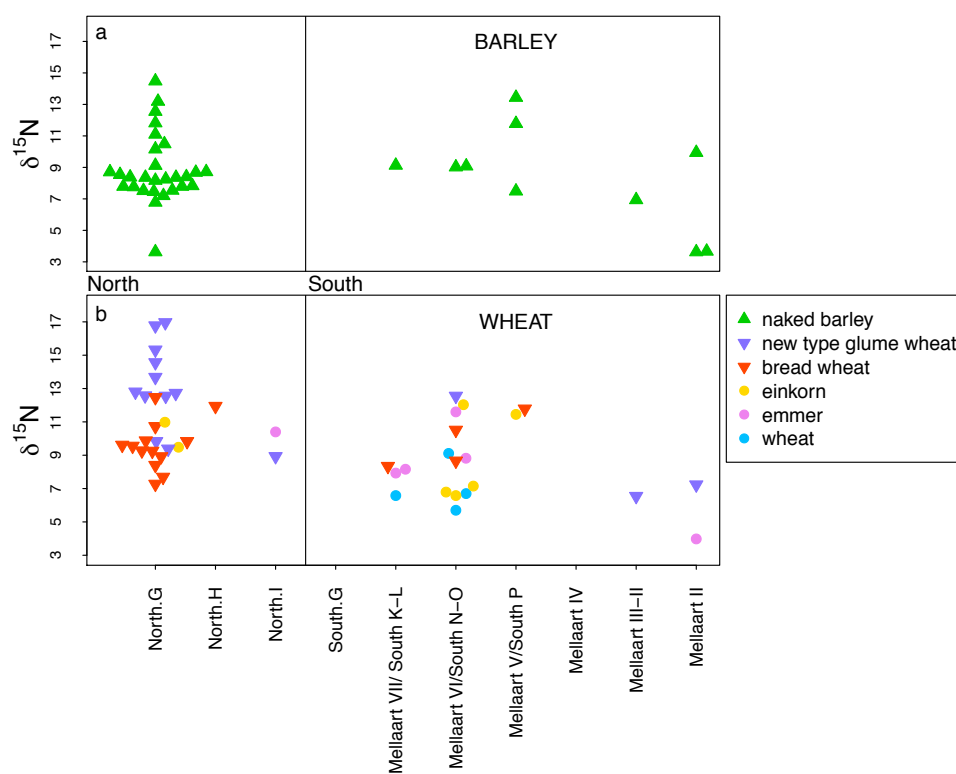 a
BARLEY
17
15
13
11
9
7
5
3
δ15N
North
South
b
WHEAT
17
15
13
11
9
7
5
3
δ15N
naked barley
new type glume wheat
bread wheat
einkorn
emmer
wheat
North.G
North.H
North.I
South.G
Mellaart VII/ South K–L
Mellaart VI/South N–O
Mellaart V/South P
Mellaart IV
Mellaart III–II
Mellaart II